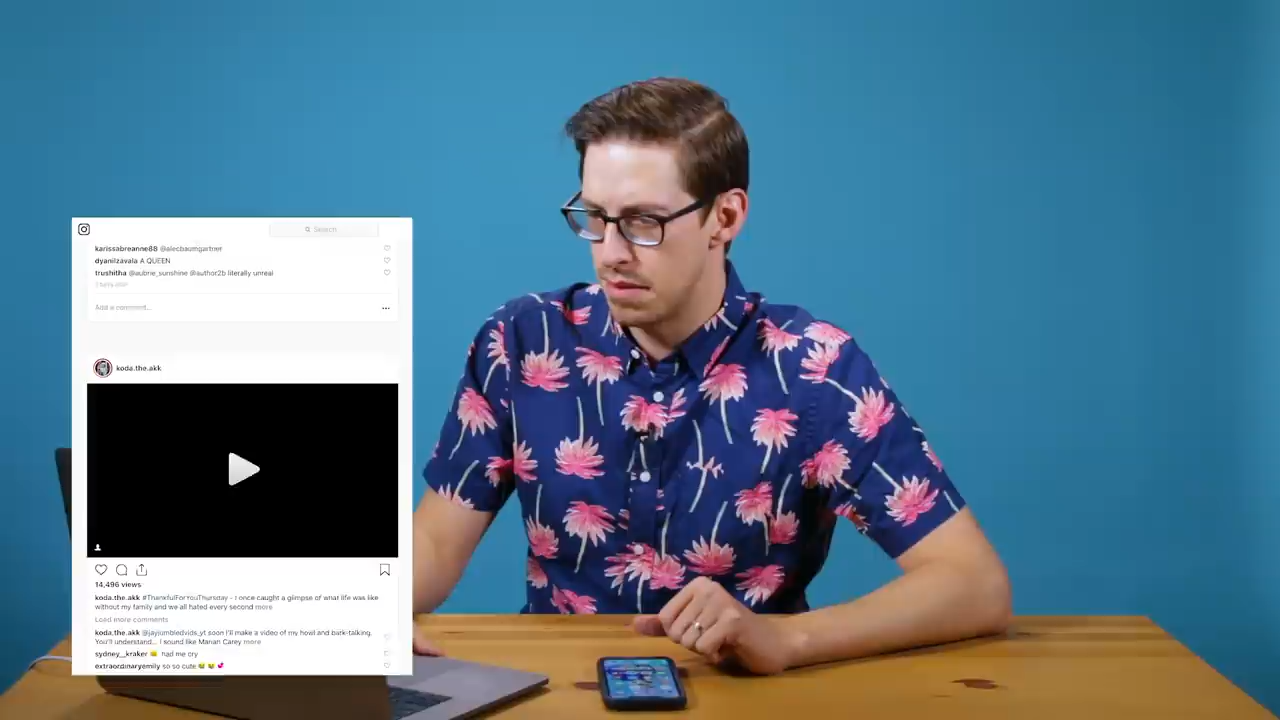 Search
karissabreanne88 @alecbaumgartner
dyanilzavala A QUEEN
trushitha @aubrie_sunshine @author2b literally unreal
Add a comment...
koda.the.akk
14,496 views
koda.the.akk #ThankfulForYouThursday - I once caught a glimpse of what life was like
without my family and we all hated every second more
Load more comments
koda.the.akk @jayjumbledvids_yt soon I'll make a video of my howl and bark-talking.
You'll understand... I sound like Mariah Carey more
sydney__kraker 😢 had me cry
extraordinaryemily so so cute